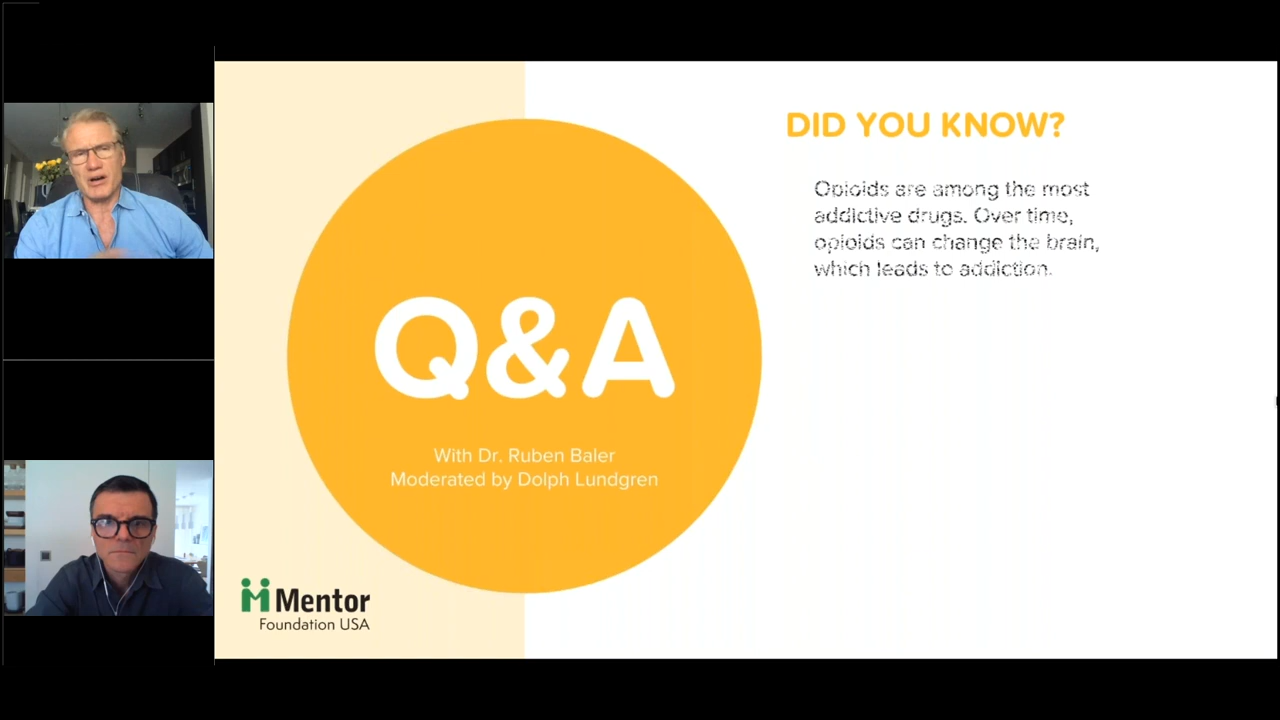 DID YOU KNOW?
Opioids are among the most
addictive drugs. Over time,
opioids can change the brain,
which leads to addiction.
Q&A
With Dr. Ruben Baler
Moderated by Dolph Lundgren
Mentor
Foundation USA